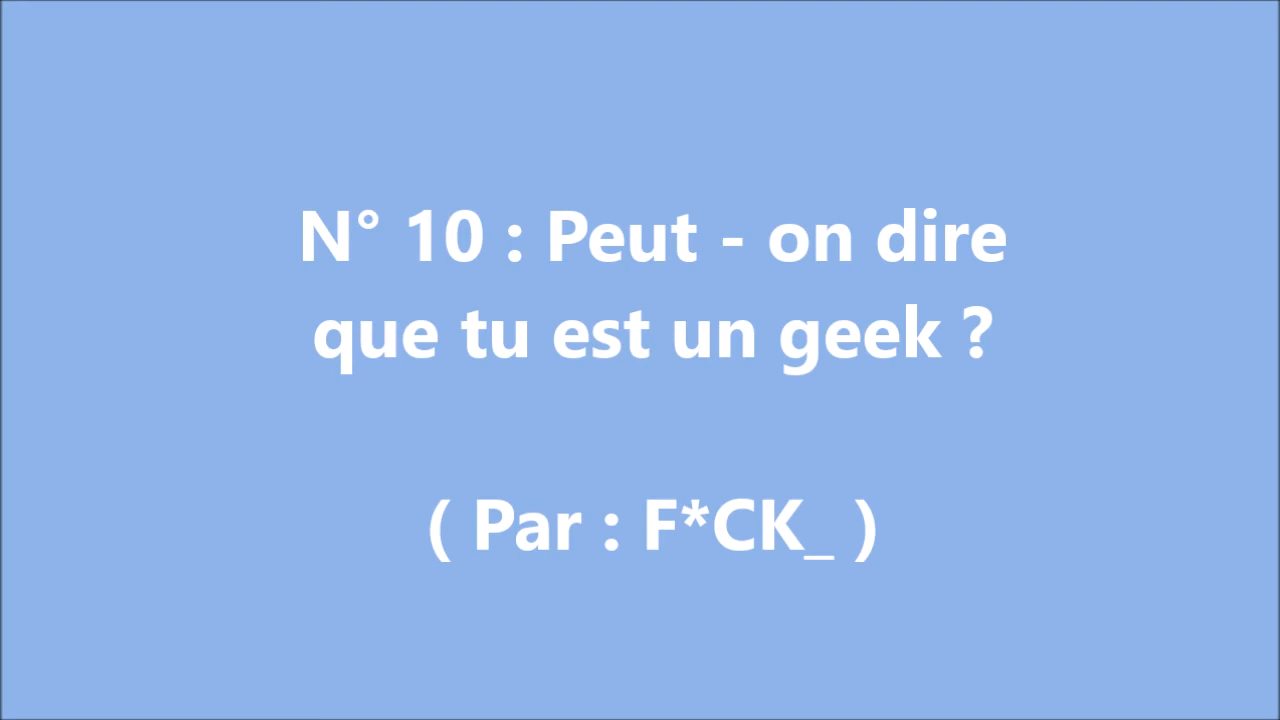 N° 10 : Peut - on dire
que tu est un geek ?
( Par : F*CK_ )